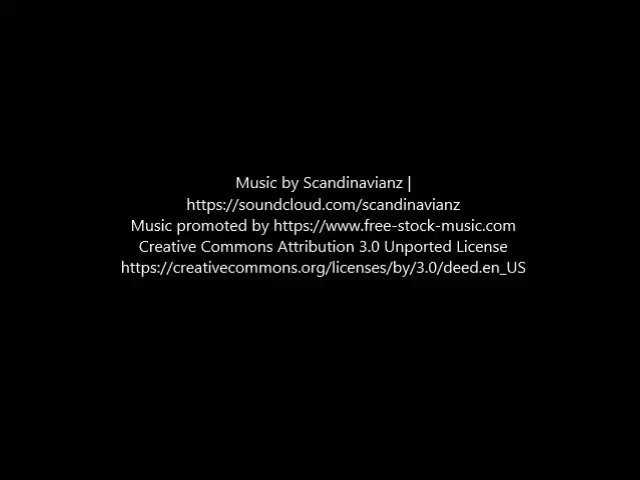 Music by Scandinavianz |
https://soundcloud.com/scandinavianz
Music promoted by https://www.free-stock-music.com
Creative Commons Attribution 3.0 Unported License
https://creativecommons.org/licenses/by/3.0/deed.en_US